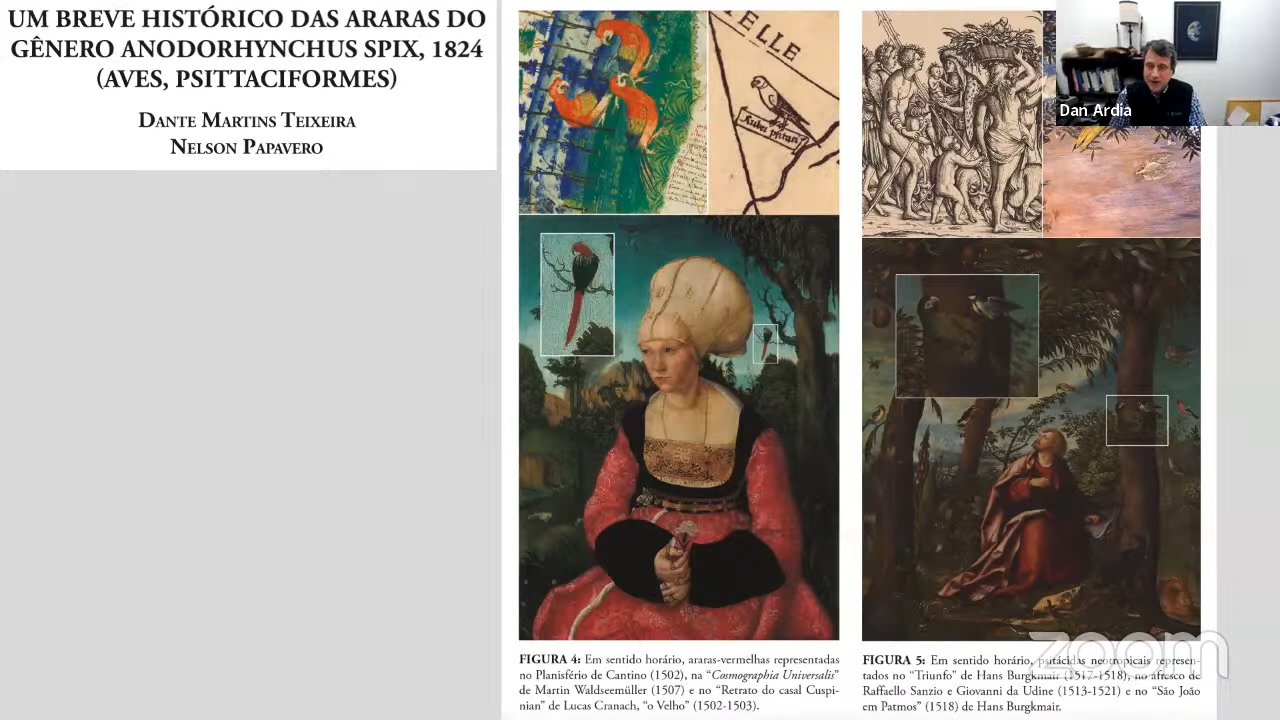 UM BREVE HISTÓRICO DAS ARARAS DO
GÊNERO ANODORHYNCHUS SPIX, 1824
(AVES, PSITTACIFORMES)
DANTE MARTINS TEIXEIRA
NELSON PAPAVERO
ELLE
Dan Ardia
FIGURA 4: Em sentido horário, araras-vermelhas representadas
no Planisfério de Cantino (1502), na “Cosmographia Universalis”
de Martin Waldseemüller (1507) e no “Retrato do casal Cuspi-
nian” de Lucas Cranach, “o Velho” (1502-1503).
FIGURA 5: Em sentido horário, psitácidas neotropicais represen-
tados no “Triunfo” de Hans Burgkmair (1517-1518), no afresco de
Raffaello Sanzio e Giovanni da Udine (1513-1521) e no “São João
em Patmos” (1518) de Hans Burgkmair.
zoom